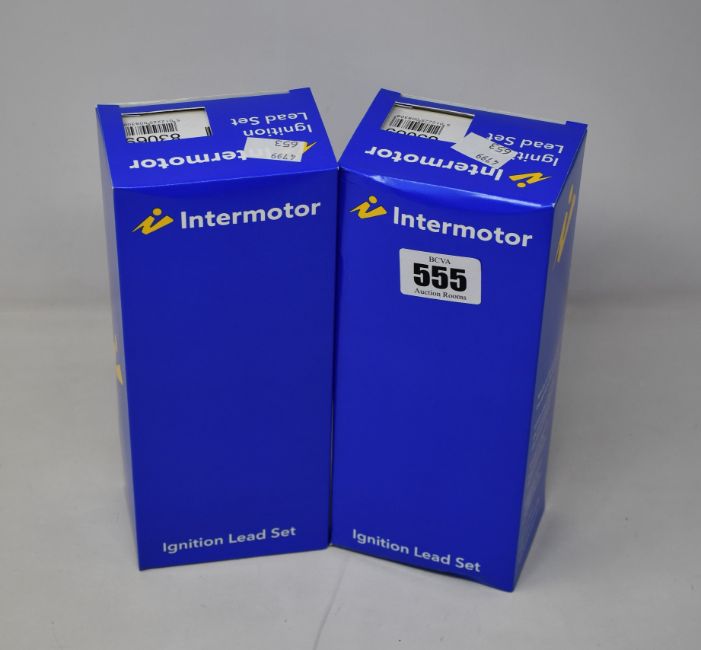 Ignition
Lead Set
Intermotor
4799
653
Intermotor
Ignition Lead Set
Ignition
Lead Set
Intermotor
4799
653
Intermotor
BCVA
555
Auction Rooms
Ignition Lead Set